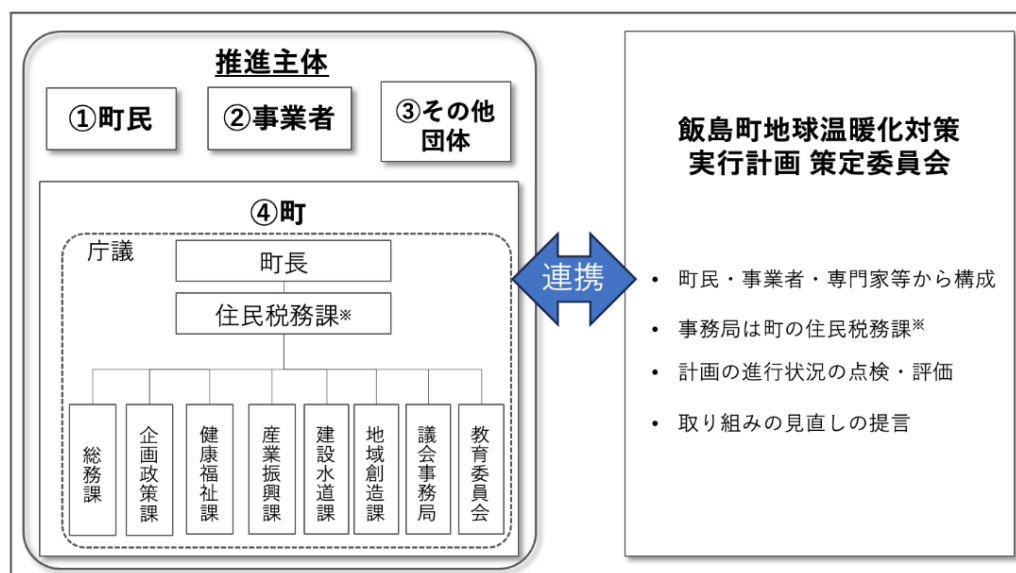 推進主体
①町民
②事業者
③その他
団体
④町
庁議
町長
住民税務課※
総務課
企画政策課
健康福祉課
産業振興課
建設水道課
地域創造課
議会事務局
教育委員会
連携
飯島町地球温暖化対策
実行計画 策定委員会
• 町民・事業者・専門家等から構成
• 事務局は町の住民税務課※
• 計画の進行状況の点検・評価
• 取り組みの見直しの提言